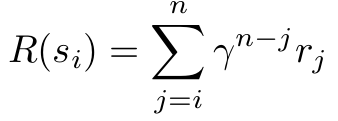 R(s_i) = \sum_{j=i}^{n} \gamma^{n-j} r_j